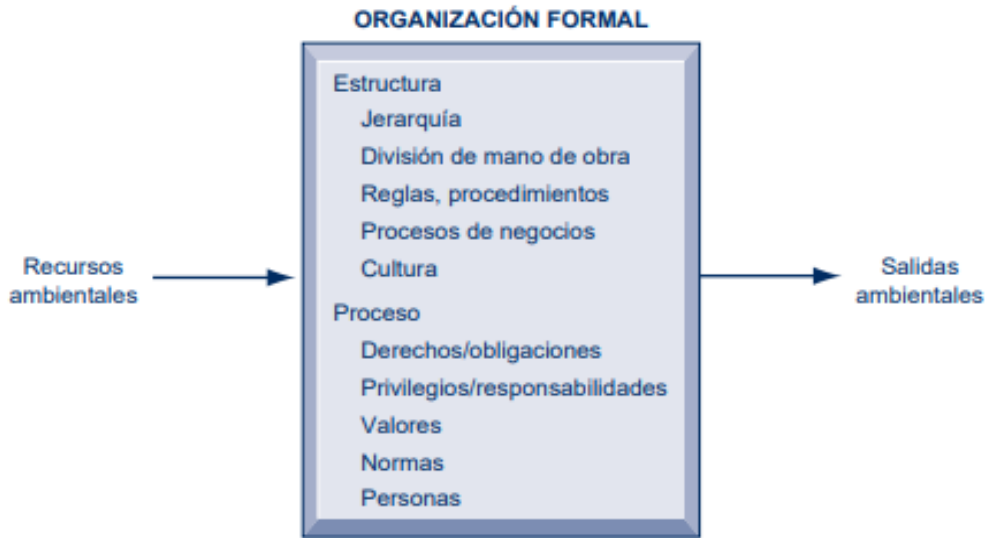 ORGANIZACIÓN FORMAL
Estructura
Jerarquía
División de mano de obra
Reglas, procedimientos
Procesos de negocios
Cultura
Proceso
Derechos/obligaciones
Privilegios/responsabilidades
Valores
Normas
Personas
Recursos
ambientales
Salidas
ambientales